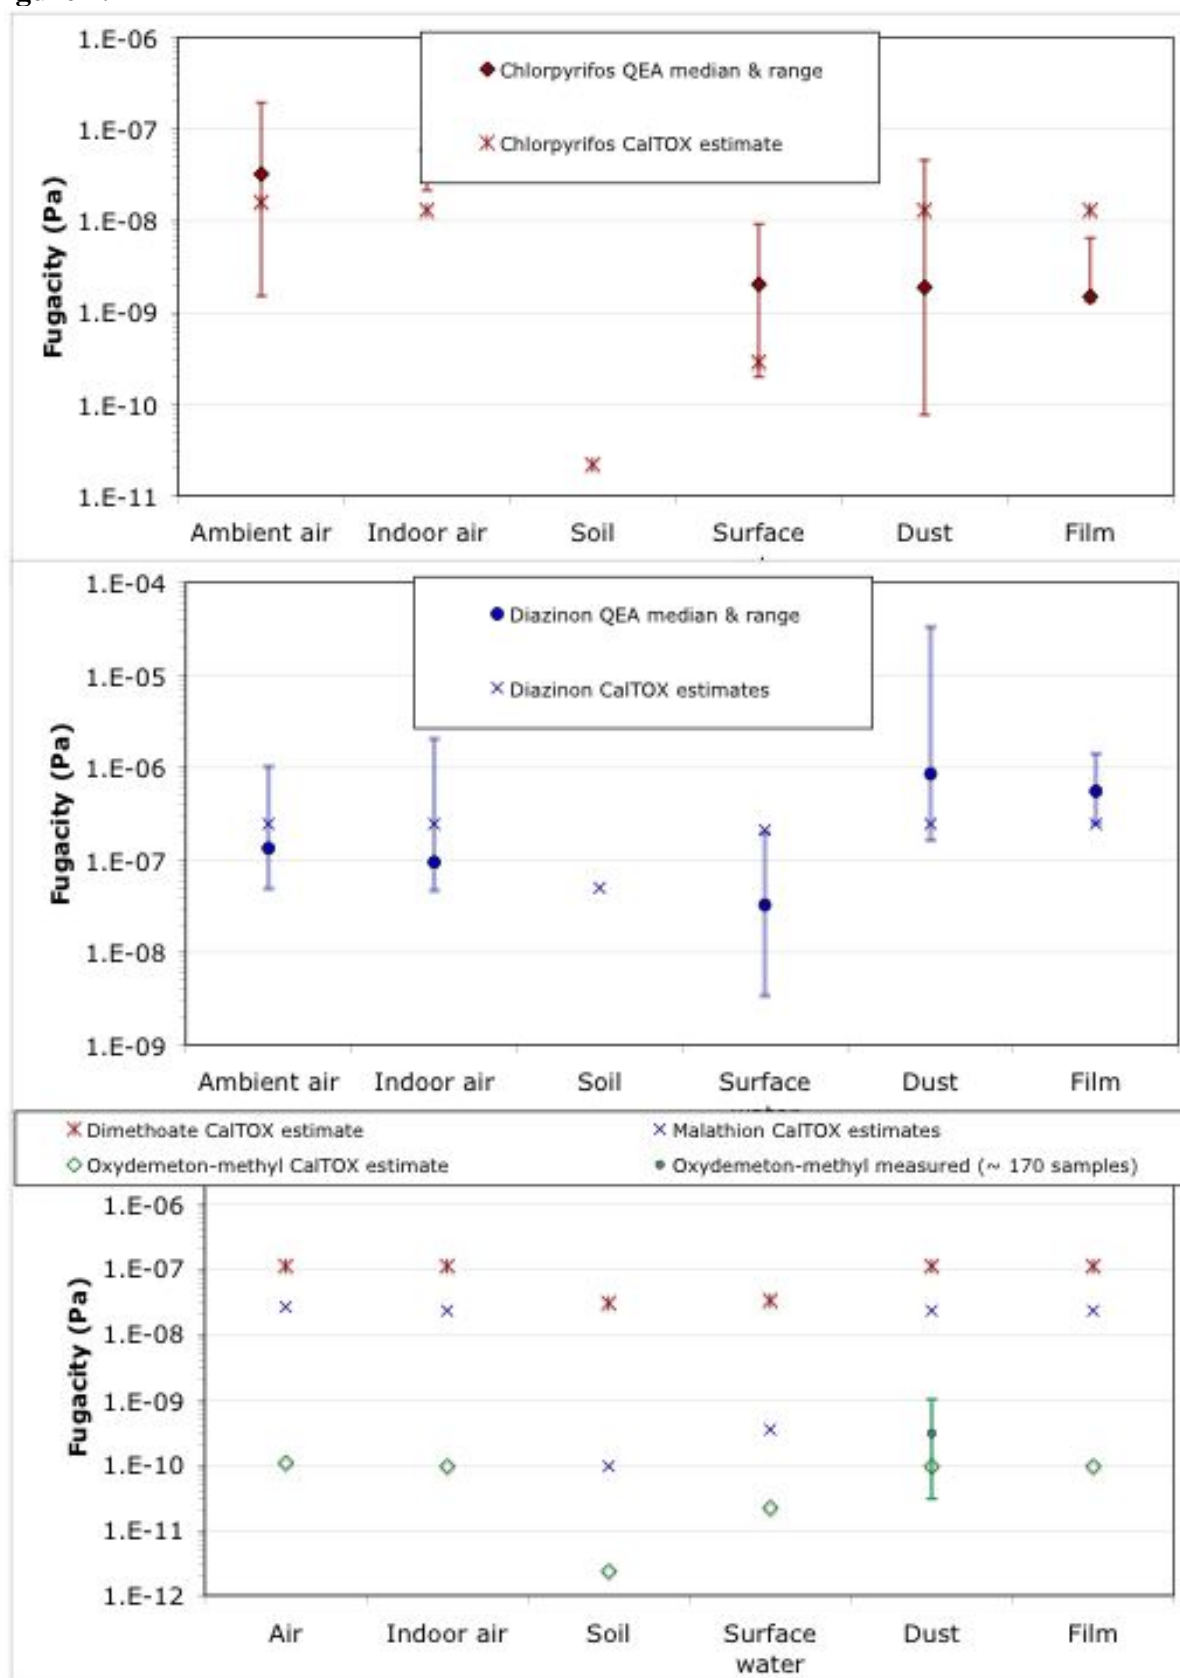 1.E-06
1.E-07
1.E-08
1.E-09
1.E-10
1.E-11
Fugacity (Pa)
Chlorpyrifos QEA median & range
Chlorpyrifos CalTOX estimate
Ambient air Indoor air Soil Surface Dust Film
1.E-04
1.E-05
1.E-06
1.E-07
1.E-08
1.E-09
Fugacity (Pa)
Diazinon QEA median & range
Diazinon CalTOX estimates
Ambient air Indoor air Soil Surface Dust Film
Dimethoate CalTOX estimate Malathion CalTOX estimates
Oxydemeton-methyl CalTOX estimate Oxydemeton-methyl measured (~ 170 samples)
1.E-06
1.E-07
1.E-08
1.E-09
1.E-10
1.E-11
1.E-12
Fugacity (Pa)
Air Indoor air Soil Surface Dust Film
water